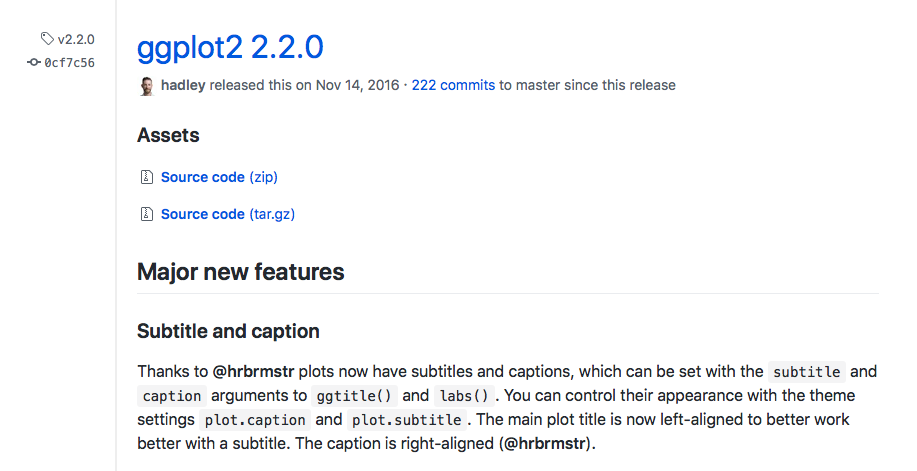 v2.2.0
0cf7c56
ggplot2 2.2.0
hadley released this on Nov 14, 2016 · 222 commits to master since this release
Assets
Source code (zip)
Source code (tar.gz)
Major new features
Subtitle and caption
Thanks to @hrbrmstr plots now have subtitles and captions, which can be set with the subtitle and
caption arguments to ggtitle() and labs(). You can control their appearance with the theme
settings plot.caption and plot.subtitle. The main plot title is now left-aligned to better work
better with a subtitle. The caption is right-aligned (@hrbrmstr).